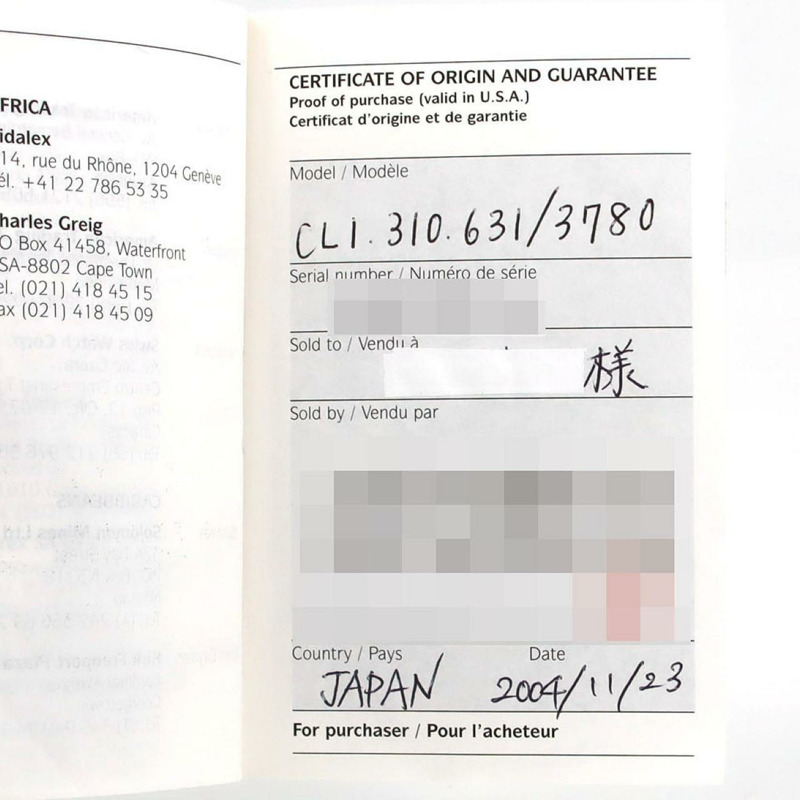 FRICA
idalex
14, rue du Rhône, 1204 Genève
él. +41 22 786 53 35
harles Greig
O Box 41458, Waterfront
SA-8802 Cape Town
el. (021) 418 45 15
ax (021) 418 45 09
CERTIFICATE OF ORIGIN AND GUARANTEE
Proof of purchase (valid in U.S.A.)
Certificat d'origine et de garantie
Model / Modèle
CL1.310.631/3780
Serial number / Numéro de série
Sold to / Vendu à
様
Sold by / Vendu par
Country / Pays Date
JAPAN 2004/11/23
For purchaser / Pour l'acheteur